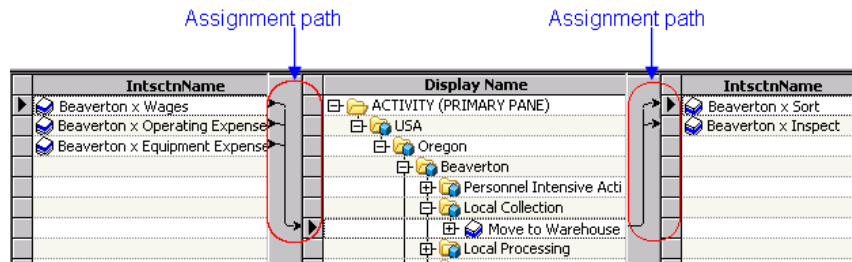 Assignment path Assignment path
IntsctnName Display Name IntsctnName
Beaverton x Wages ACTIVITY (PRIMARY PANE) Beaverton x Sort
Beaverton x Operating Expense USA Beaverton x Inspect
Beaverton x Equipment Expense Oregon
Beaverton
Personnel Intensive Acti
Local Collection
Move to Warehouse
Local Processing